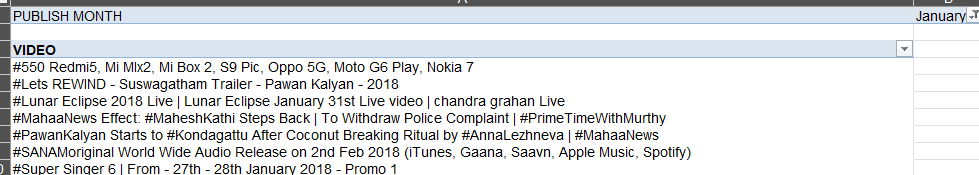 PUBLISH MONTH January
VIDEO
#550 Redmi5, Mi MIx2, Mi Box 2, S9 Pic, Oppo 5G, Moto G6 Play, Nokia 7
#Lets REWIND - Suswagatham Trailer - Pawan Kalyan - 2018
#Lunar Eclipse 2018 Live | Lunar Eclipse January 31st Live video | chandra grahan Live
#MahaaNews Effect: #MaheshKathi Steps Back | To Withdraw Police Complaint | #PrimeTimeWithMurthy
#PawanKalyan Starts to #Kondagattu After Coconut Breaking Ritual by #AnnaLezhneva | #MahaaNews
#SANAMoriginal World Wide Audio Release on 2nd Feb 2018 (iTunes, Gaana, Saavn, Apple Music, Spotify)
#Super Singer 6 | From - 27th - 28th January 2018 - Promo 1